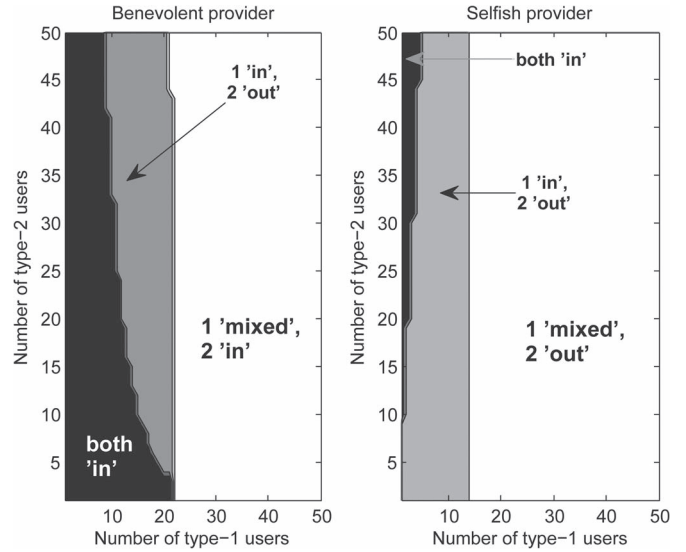 Benevolent provider
50
45
40
35
30
25
20
15
10
5
Number of type−2 users
1 'in',
2 'out'
1 'mixed',
2 'in'
both
'in'
10
20
30
40
50
Number of type−1 users
Selfish provider
50
45
40
35
30
25
20
15
10
5
Number of type−2 users
both 'in'
1 'in',
2 'out'
1 'mixed',
2 'out'
10
20
30
40
50
Number of type−1 users